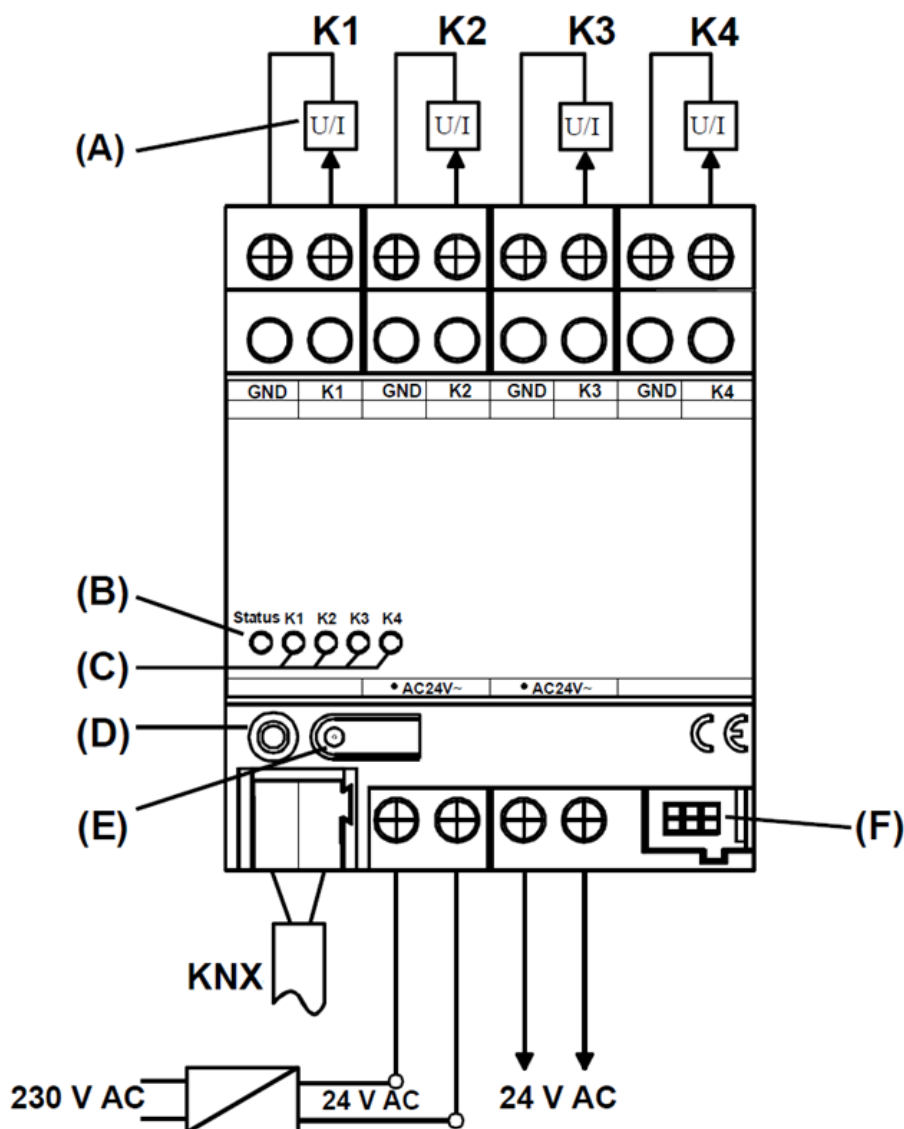 K1 K2 K3 K4
(A) U/I U/I U/I U/I
GND K1 GND K2 GND K3 GND K4
(B) Status K1 K2 K3 K4
(C)
• AC24V~ • AC24V~
(D) CE
(E) (F)
KNX
230 V AC 24 V AC 24 V AC